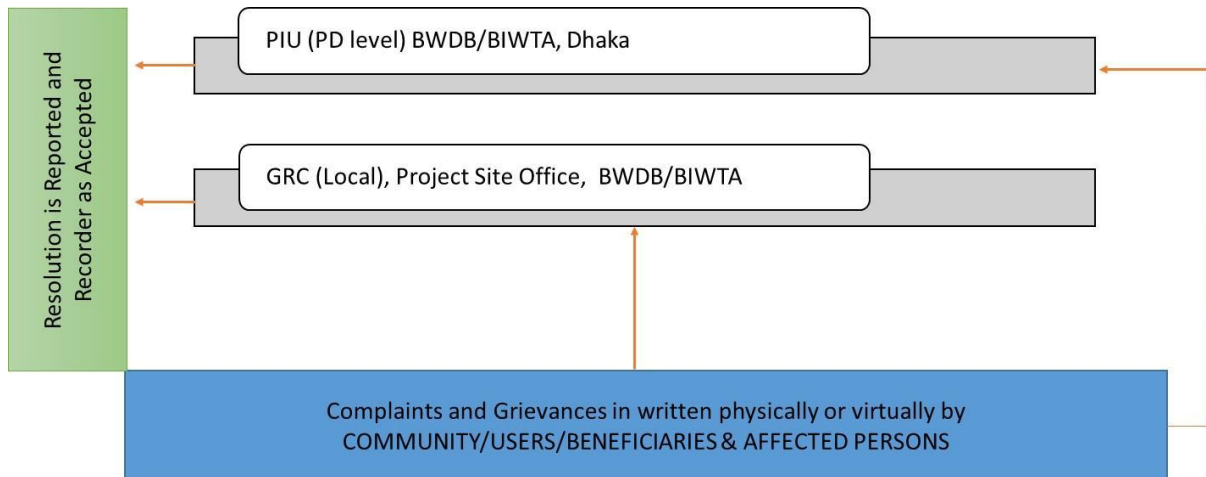 PIU (PD level) BWDB/BIWTA, Dhaka
GRC (Local), Project Site Office, BWDB/BIWTA
Resolution is Reported and
Recorder as Accepted
Complaints and Grievances in written physically or virtually by
COMMUNITY/USERS/BENEFICIARIES & AFFECTED PERSONS